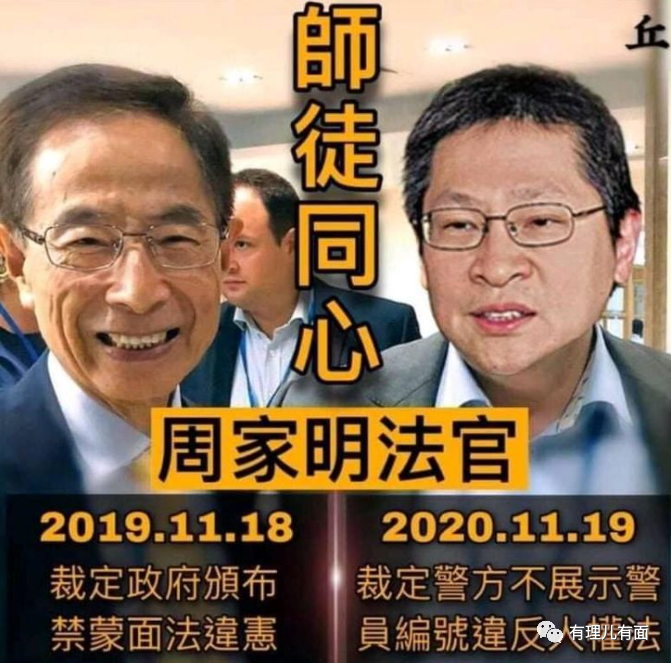 師徒同心
丘
周家明法官
2019.11.18
裁定政府頒布
禁蒙面法違憲
2020.11.19
裁定警方不展示警
員編號違反人權法
有理儿有面